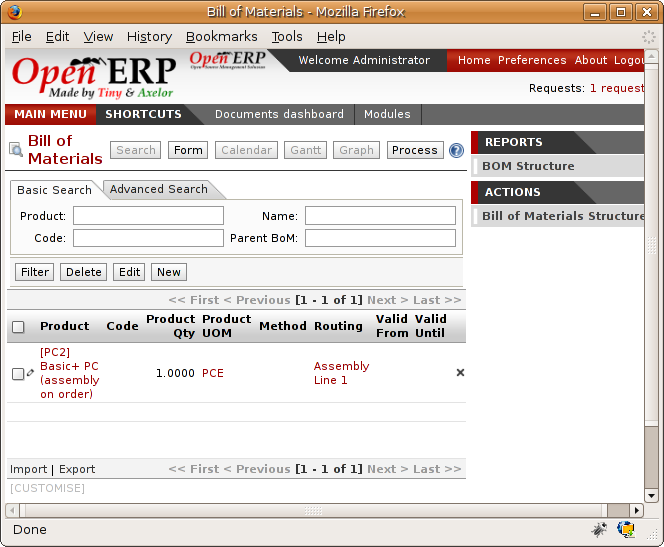 Bill of Materials - Mozilla Firefox
File Edit View History Bookmarks Tools Help
Open ERP
Made by Tiny & Axelor
Open ERP
Open Source Management Solution
Welcome Administrator
Home Preferences About Logou
Requests: 1 request
MAIN MENU SHORTCUTS Documents dashboard Modules
Bill of
Materials
Search Form Calendar Gantt Graph Process ?
REPORTS
BOM Structure
ACTIONS
Bill of Materials Structure
Basic Search Advanced Search
Product: Name:
Code: Parent BoM:
Filter Delete Edit New
<< First < Previous [1 - 1 of 1] Next > Last >>
Product Code Product Qty Product UOM Method Routing Valid From Valid Until
[PC2]
Basic+ PC
(assembly
on order)
1.0000 PCE
Assembly
Line 1
Import | Export << First < Previous [1 - 1 of 1] Next > Last >>
[CUSTOMISE]
Done